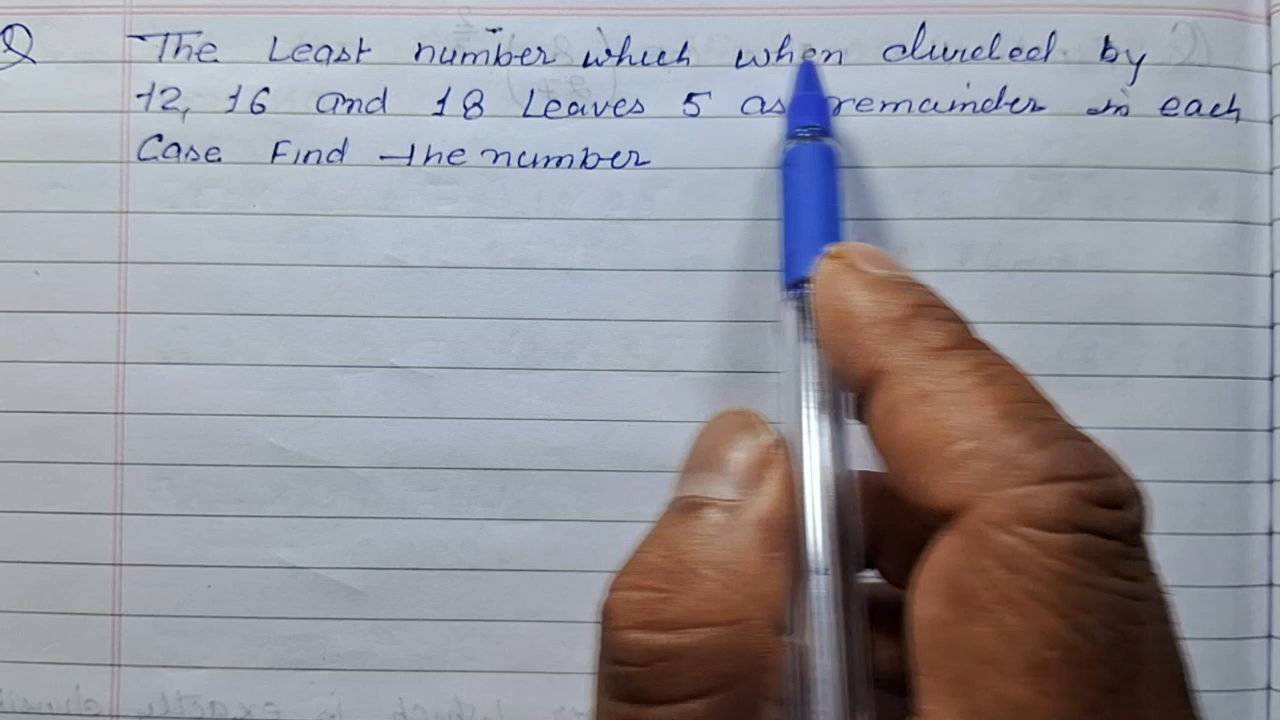 Q The Least number which when divided by
12, 16 and 18 Leaves 5 as remainder in each
Case Find the number